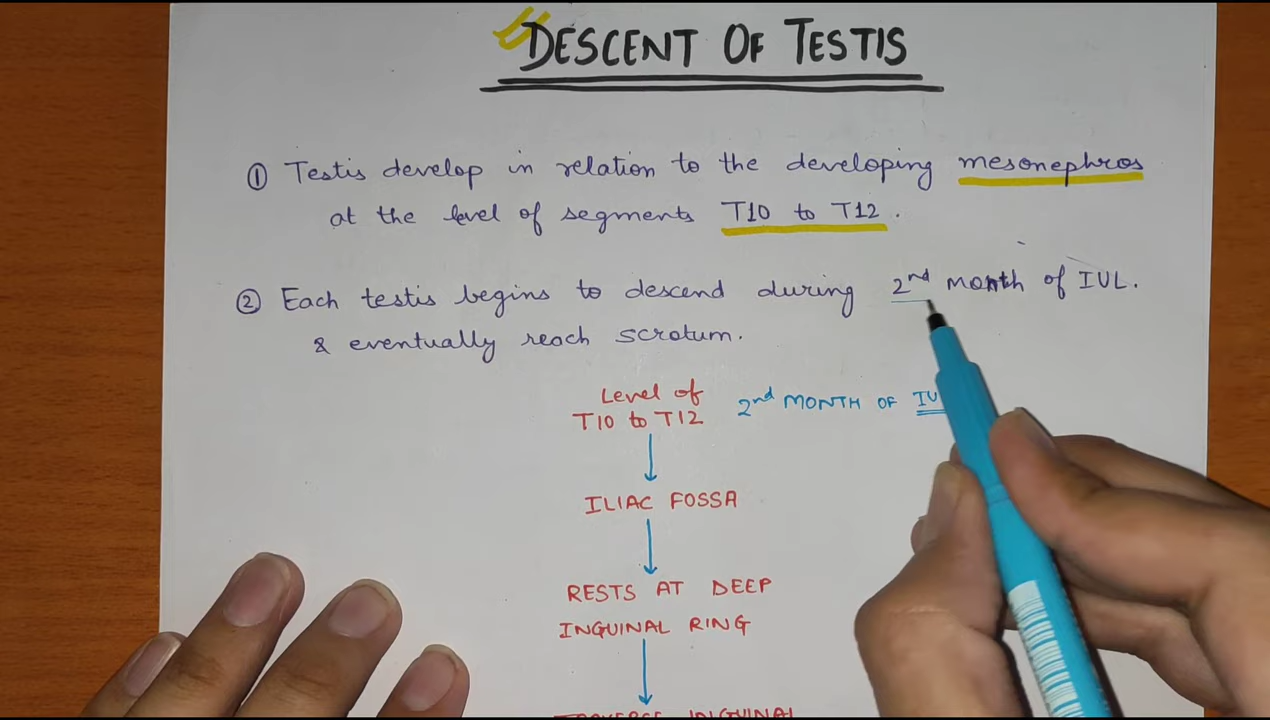 DESCENT OF TESTIS
① Testis develop in relation to the developing mesonephros
at the level of segments T10 to T12.
② Each testis begins to descend during 2nd month of IUL.
& eventually reach scrotum.
Level of
T10 to T12 2nd MONTH OF
ILIAC FOSSA
RESTS AT DEEP
INGUINAL RING
INGUINAL